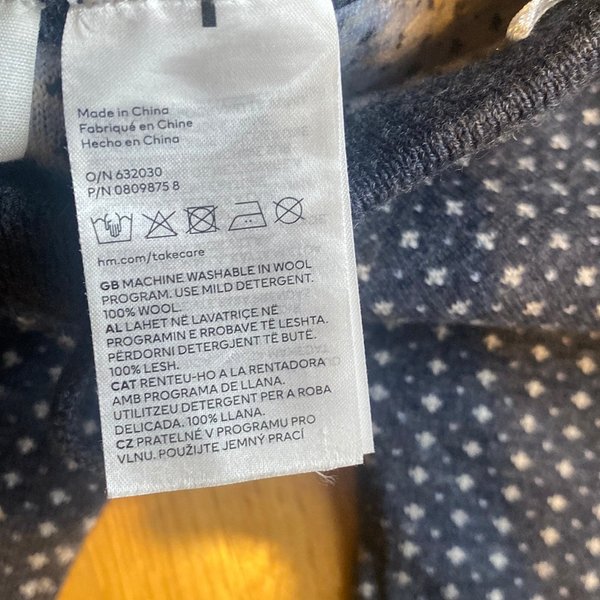 Made in China
Fabriqué en Chine
Hecho en China
O/N 632030
P/N 0809875 8
hm.com/takecare
GB MACHINE WASHABLE IN WOOL
PROGRAM. USE MILD DETERGENT.
100% WOOL.
AL LAHET NË LAVATRIÇE NË
PROGRAMIN E RROBAVE TË LESHTA.
PËRDORNI DETERGJENT TË BUTË.
100% LESH.
CAT RENTEU-HO A LA RENTADORA
AMB PROGRAMA DE LLANA.
UTILITZEU DETERGENT PER A ROBA
DELICADA. 100% LLANA.
CZ PRATELNÉ V PROGRAMU PRO
VLNU. POUŽIJTE JEMNÝ PRACÍ